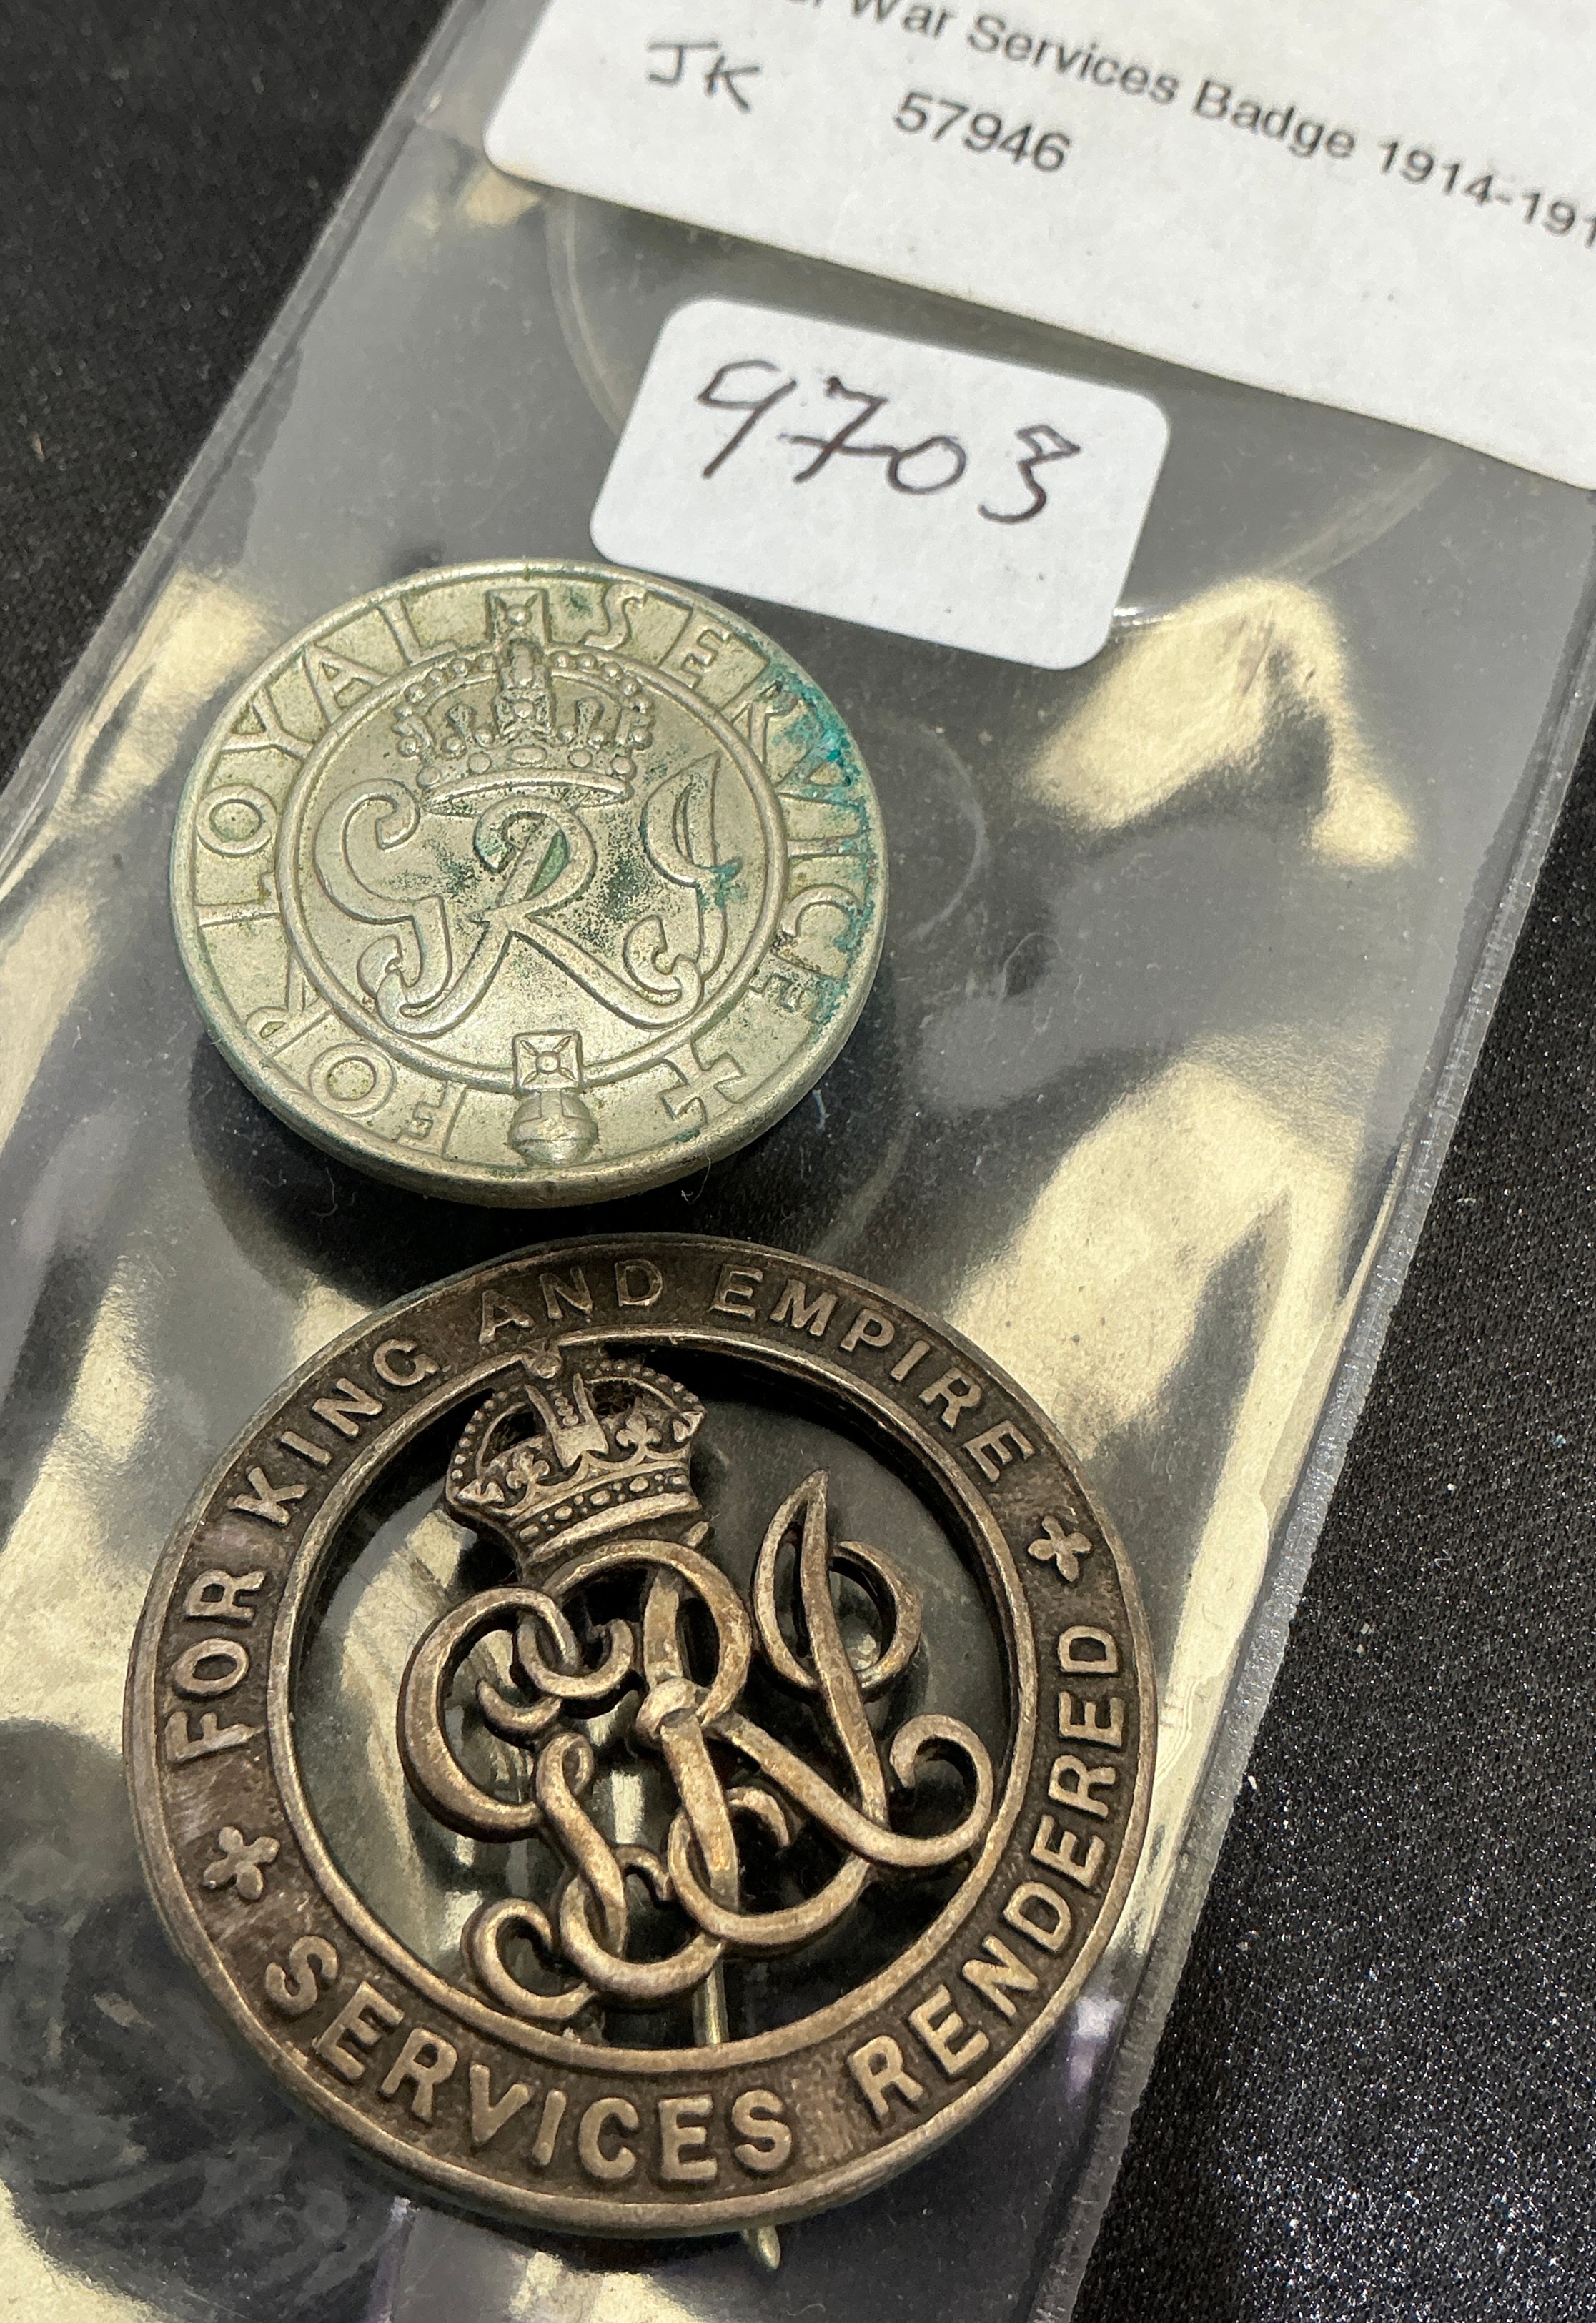 War Services Badge 1914-191
JK 57946
9703
FOR LOYAL SERVICE
GRI
FOR KING AND EMPIRE
SERVICES RENDERED
GRI